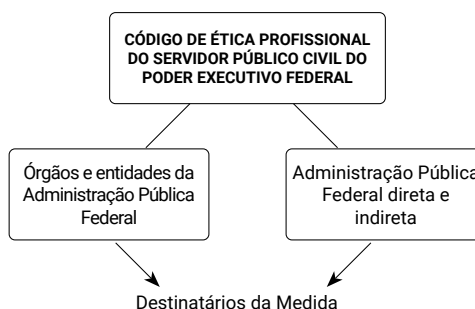 CÓDIGO DE ÉTICA PROFISSIONAL
DO SERVIDOR PÚBLICO CIVIL DO
PODER EXECUTIVO FEDERAL
Órgãos e entidades da
Administração Pública
Federal
Administração Pública
Federal direta e
indireta
Destinatários da Medida